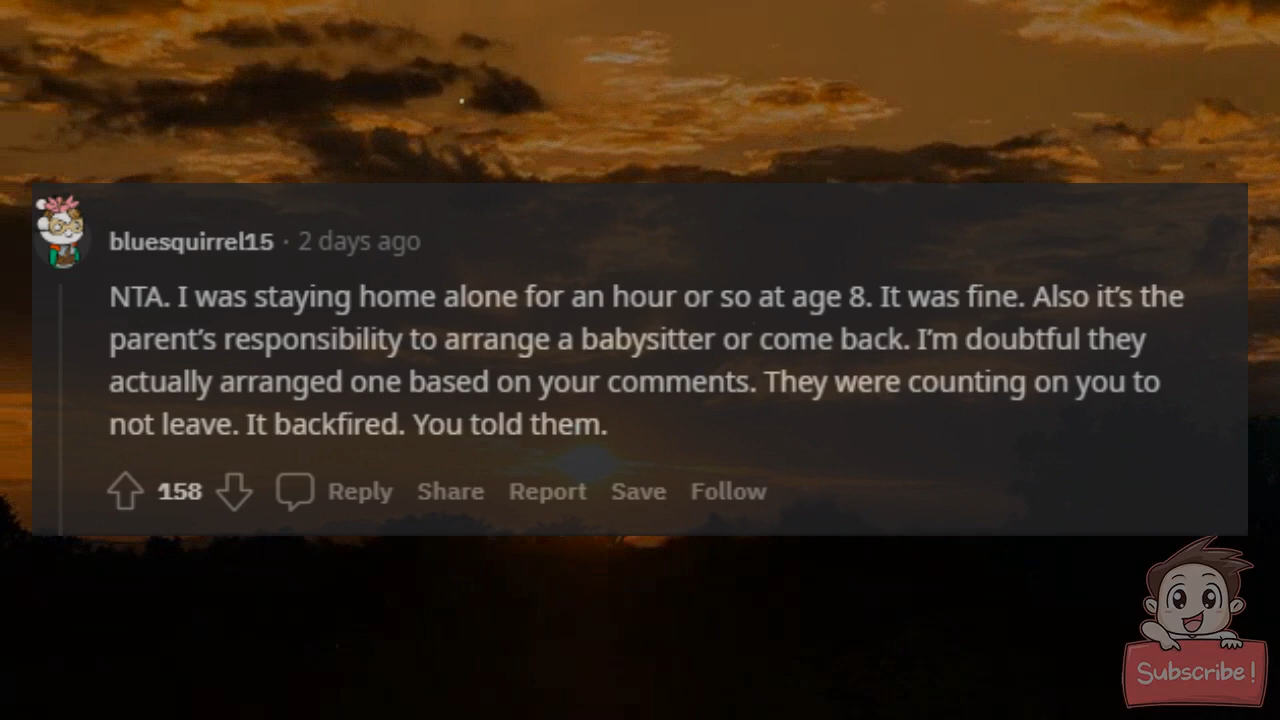 bluesquirrel15 · 2 days ago
NTA. I was staying home alone for an hour or so at age 8. It was fine. Also it’s the
parent’s responsibility to arrange a babysitter or come back. I’m doubtful they
actually arranged one based on your comments. They were counting on you to
not leave. It backfired. You told them.
158 Reply Share Report Save Follow
Subscribe!